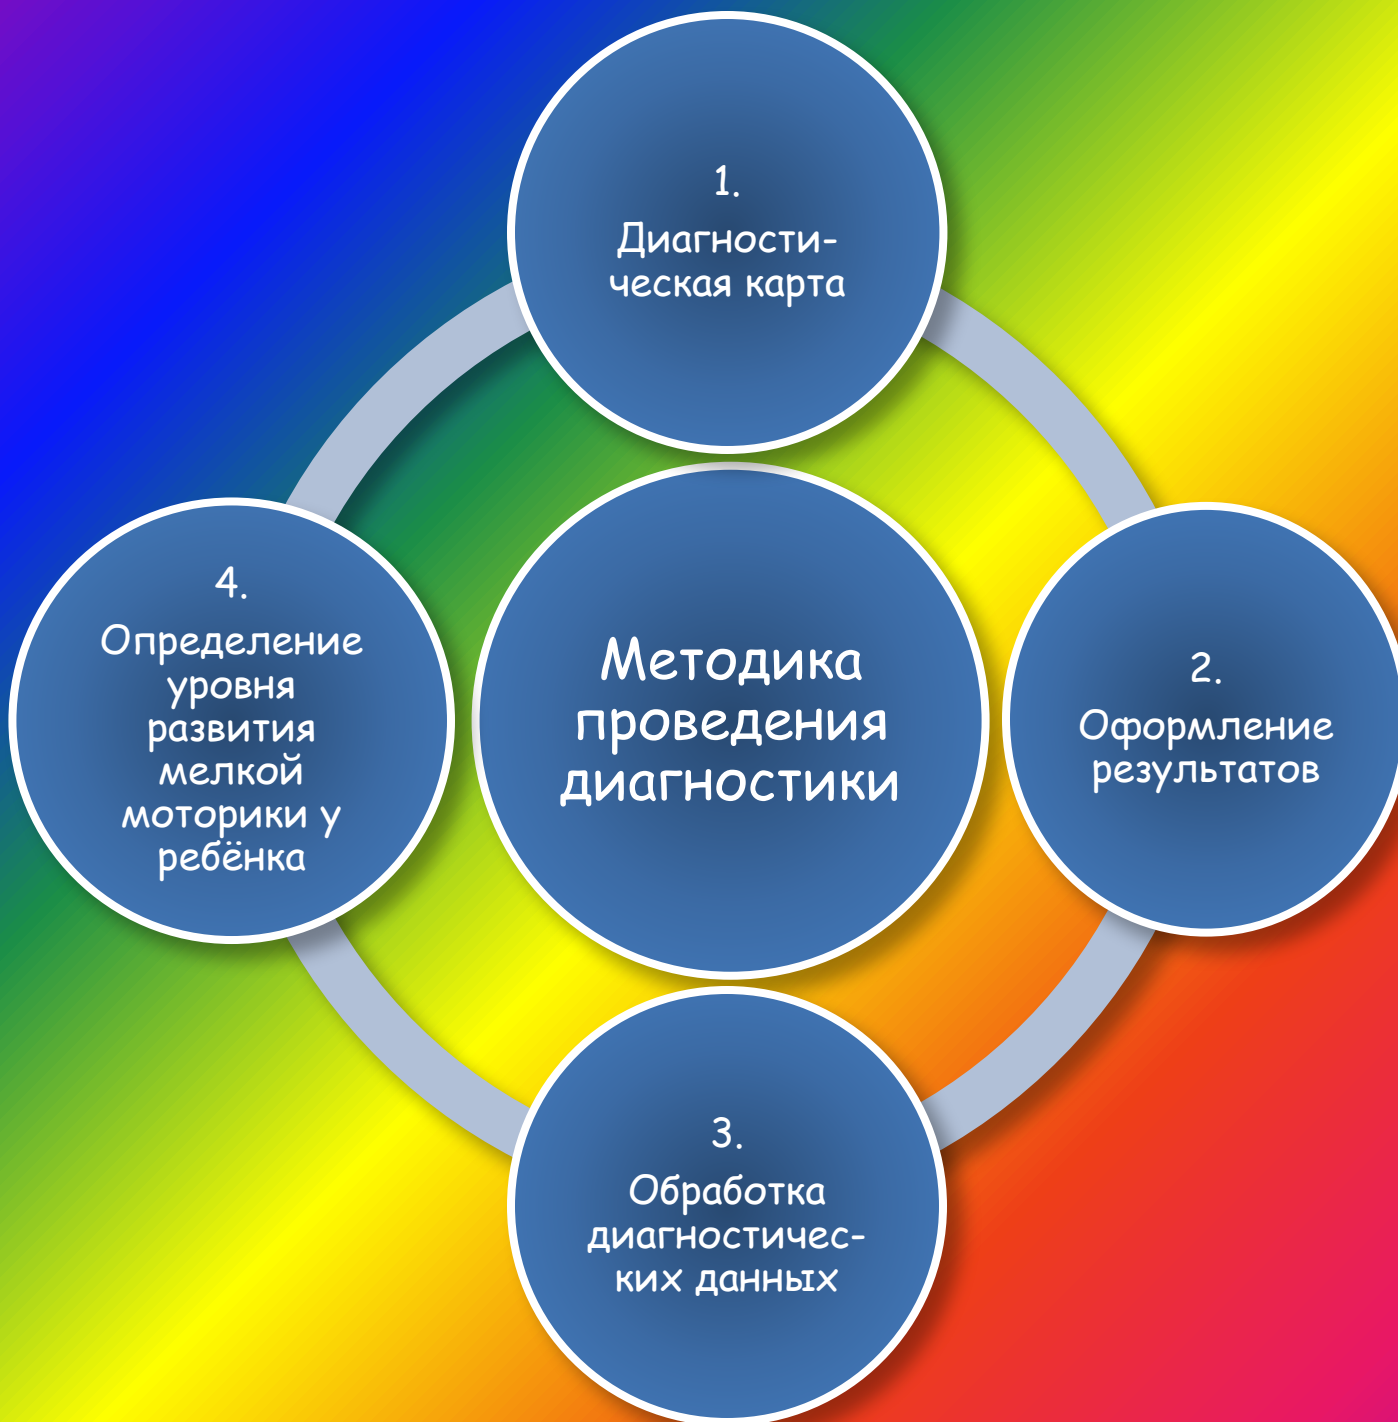 1.
Диагности-
ческая карта
Методика
проведения
диагностики
2.
Оформление
результатов
3.
Обработка
диагностичес-
ких данных
4.
Определение
уровня
развития
мелкой
моторики у
ребёнка